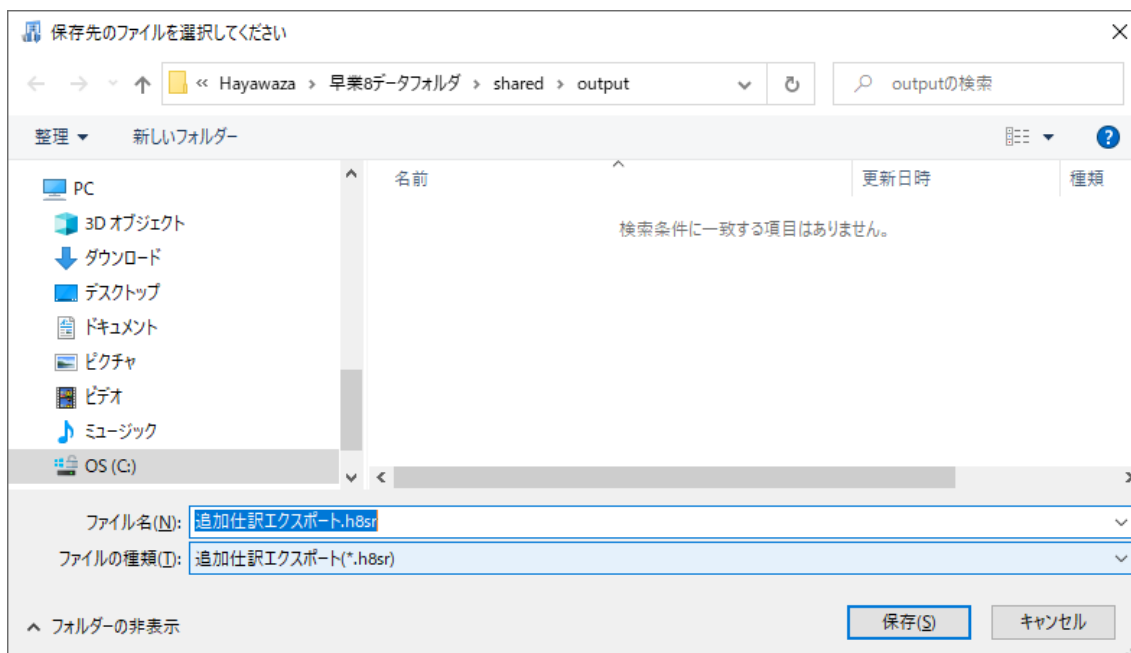 保存先のファイルを選択してください
« Hayawaza › 早業8データフォルダ › shared › output
outputの検索
整理 新しいフォルダー
名前 更新日時 種類
検索条件に一致する項目はありません。
PC
3D オブジェクト
ダウンロード
デスクトップ
ドキュメント
ピクチャ
ビデオ
ミュージック
OS (C:)
ファイル名(N): 追加仕訳エクスポート.h8sr
ファイルの種類(T): 追加仕訳エクスポート(*.h8sr)
フォルダーの非表示 保存(S) キャンセル